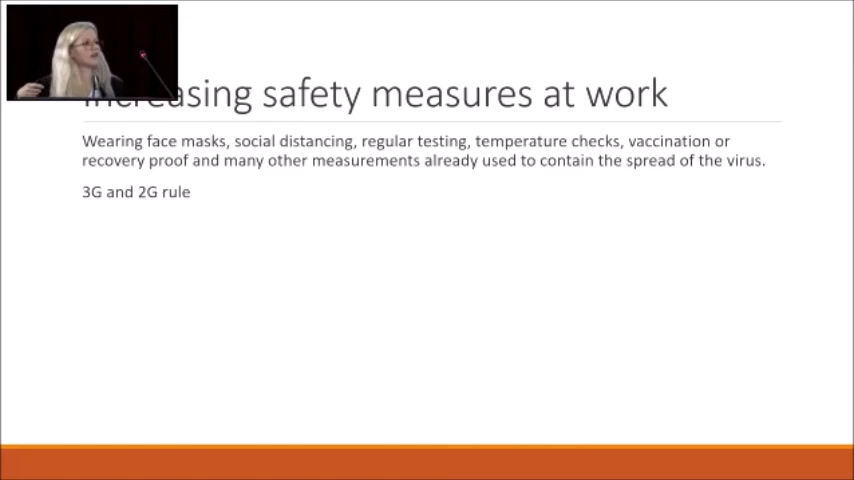 Increasing safety measures at work
Wearing face masks, social distancing, regular testing, temperature checks, vaccination or
recovery proof and many other measurements already used to contain the spread of the virus.
3G and 2G rule